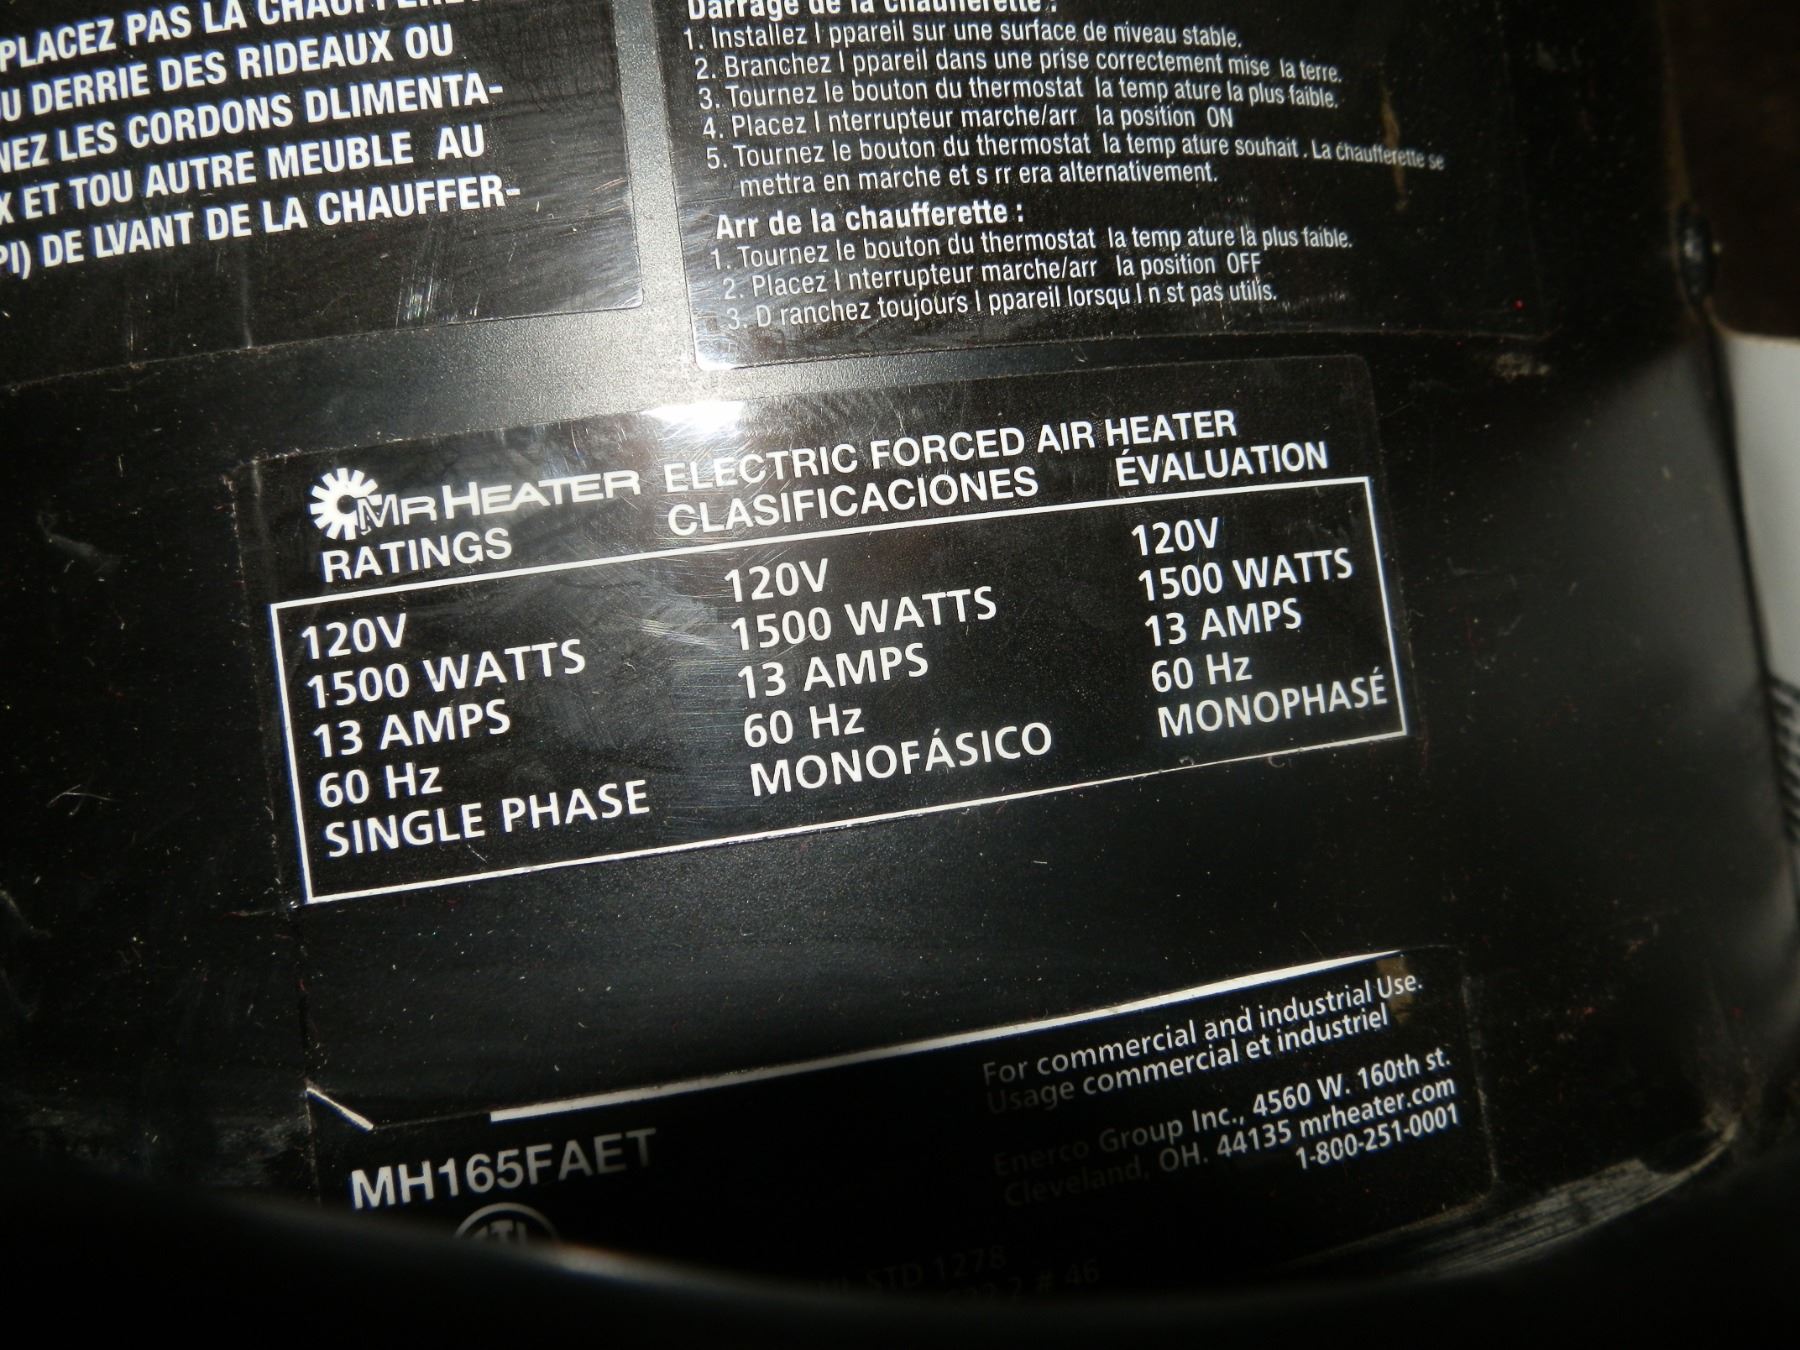 PLACEZ PAS LA
DERRIE DES RIDEAUX OU
LES CORDONS DLIMENTA-
ET TOU AUTRE MEUBLE AU
DE LVANT DE LA CHAUFFER-
Darrage de la chaufferette :
1. Installez l ppareil sur une surface de niveau stable.
2. Branchez l ppareil dans une prise correctement mise la terre.
3. Tournez le bouton du thermostat la temp ature la plus faible.
4. Placez l nterrupteur marche/arr la position ON
5. Tournez le bouton du thermostat la temp ature souhait . La chaufferette se
mettra en marche et s rr era alternativement.
Arr de la chaufferette :
1. Tournez le bouton du thermostat la temp ature la plus faible.
2. Placez l nterrupteur marche/arr la position OFF
3. D ranchez toujours l ppareil lorsqu l n st pas utilis.
MR HEATER ELECTRIC FORCED AIR HEATER
RATINGS CLASIFICACIONES ÉVALUATION
120V 120V 120V
1500 WATTS 1500 WATTS 1500 WATTS
13 AMPS 13 AMPS 13 AMPS
60 Hz 60 Hz 60 Hz
SINGLE PHASE MONOFÁSICO MONOPHASÉ
For commercial and industrial Use.
Usage commercial et industriel
Enerco Group Inc., 4560 W. 160th st.
Cleveland, OH. 44135 mrheater.com
1-800-251-0001
MH165FAET
STD 1278
2 # 46